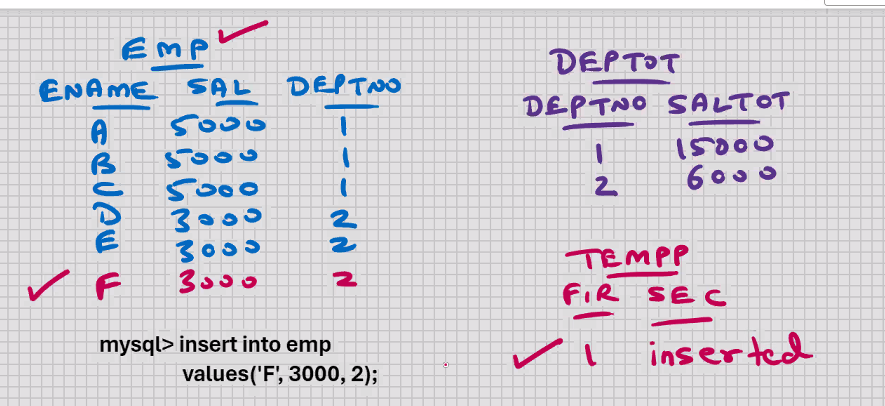 EMP
ENAME SAL DEPTNO
A 5000 1
B 5000 1
C 5000 1
D 3000 2
E 3000 2
F 3000 2
mysql> insert into emp
values('F', 3000, 2);
DEPTOT
DEPTNO SALTOT
1 15000
2 6000
TEMPP
FIR SEC
1 inserted